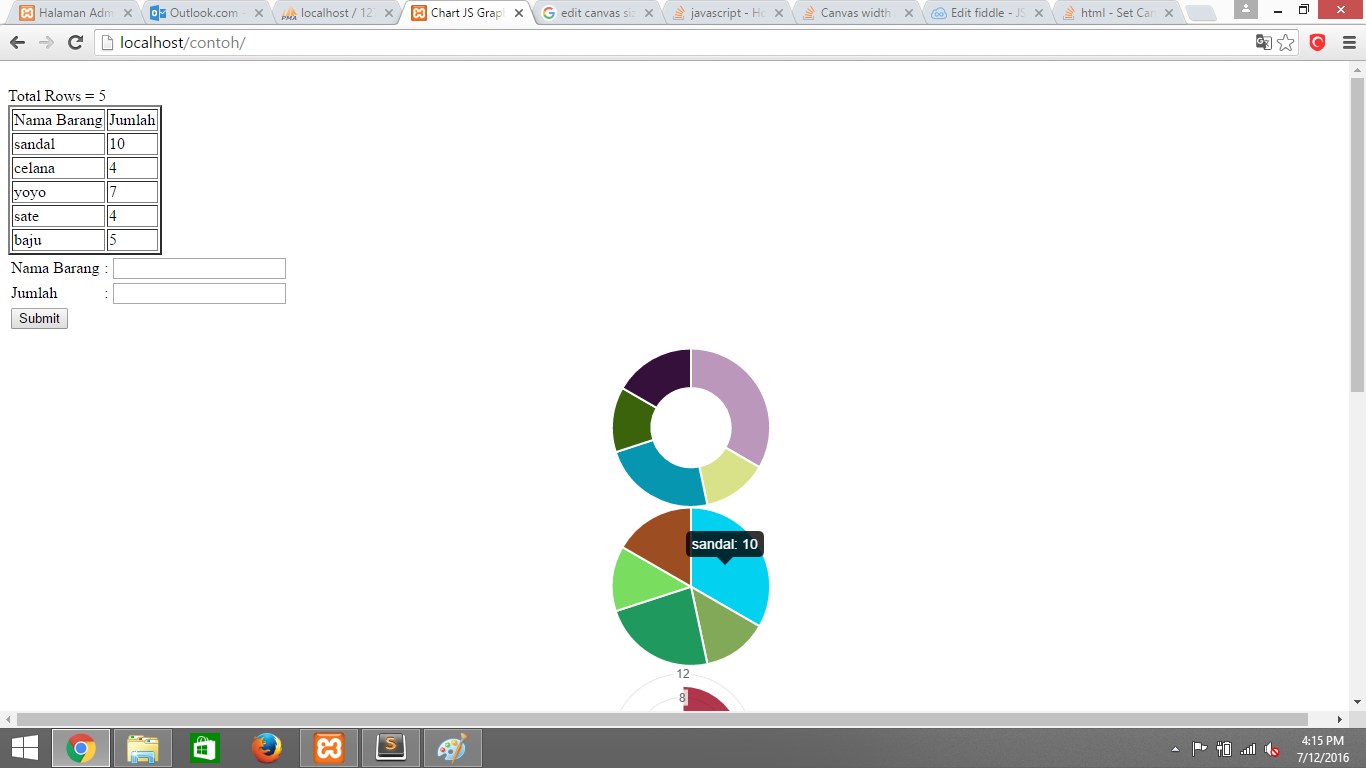 Halaman Adm
Outlook.com -
localhost / 12
Chart JS Grap
edit canvas si
javascript - Ho
Canvas width
Edit fiddle - JS
html - Set Can
localhost/contoh/
Total Rows = 5
Nama Barang Jumlah
sandal 10
celana 4
yoyo 7
sate 4
baju 5
Nama Barang :
Jumlah :
Submit
sandal: 10
12
8
4:15 PM
7/12/2016